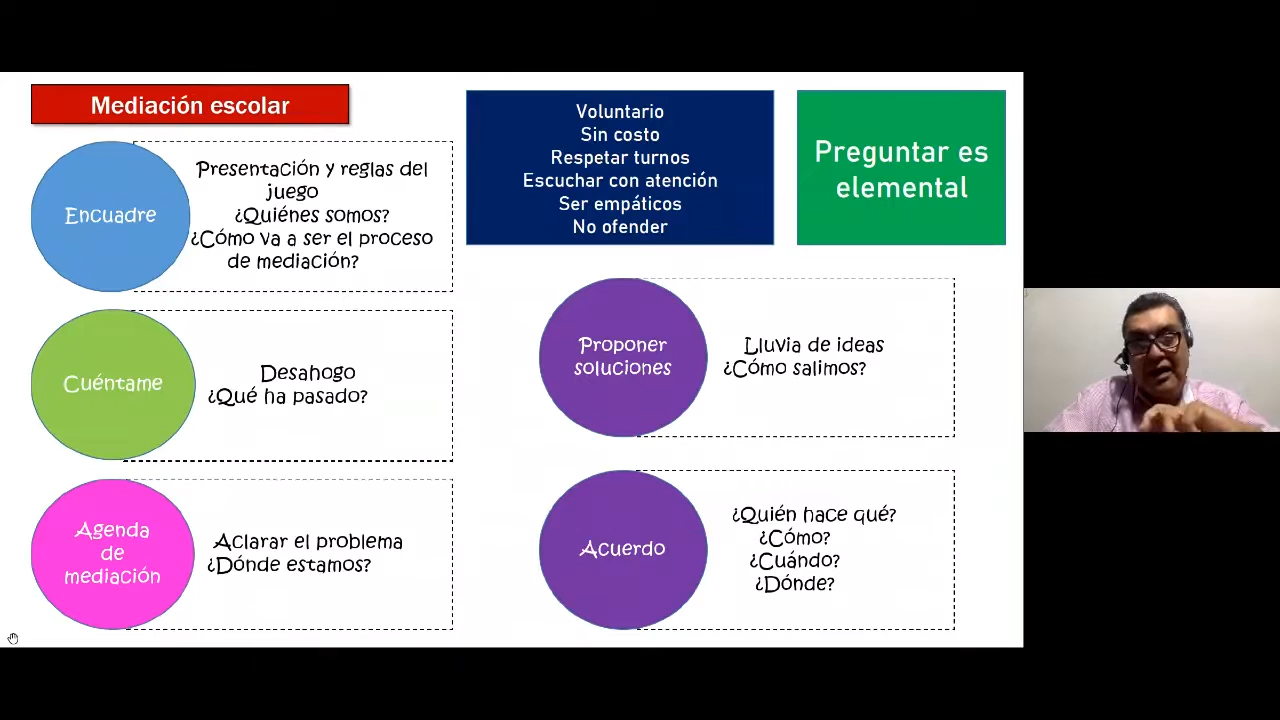 Mediación escolar
Encuadre
Presentación y reglas del
juego
¿Quiénes somos?
¿Cómo va a ser el proceso
de mediación?
Cuéntame
Desahogo
¿Qué ha pasado?
Agenda
de
mediación
Aclarar el problema
¿Dónde estamos?
Voluntario
Sin costo
Respetar turnos
Escuchar con atención
Ser empáticos
No ofender
Preguntar es
elemental
Proponer
soluciones
Lluvia de ideas
¿Cómo salimos?
Acuerdo
¿Quién hace qué?
¿Cómo?
¿Cuándo?
¿Dónde?